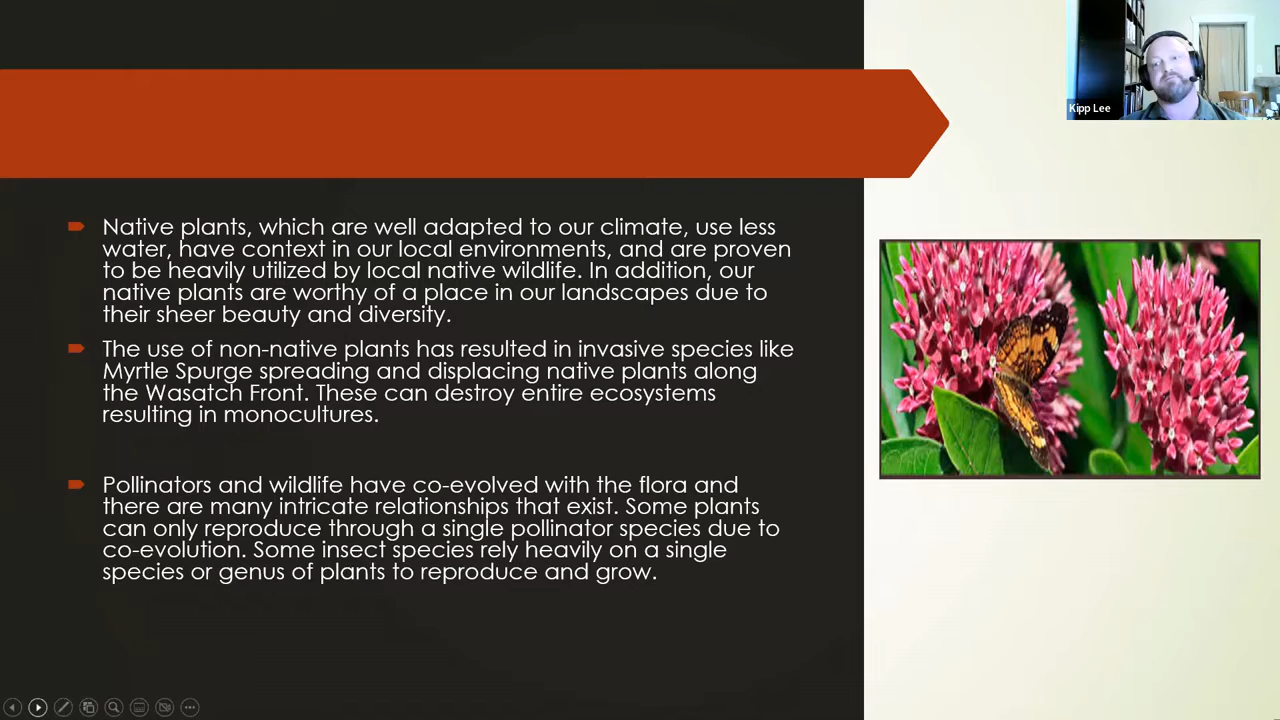 Kipp Lee
Native plants, which are well adapted to our climate, use less
water, have context in our local environments, and are proven
to be heavily utilized by local native wildlife. In addition, our
native plants are worthy of a place in our landscapes due to
their sheer beauty and diversity.
The use of non-native plants has resulted in invasive species like
Myrtle Spurge spreading and displacing native plants along
the Wasatch Front. These can destroy entire ecosystems
resulting in monocultures.
Pollinators and wildlife have co-evolved with the flora and
there are many intricate relationships that exist. Some plants
can only reproduce through a single pollinator species due to
co-evolution. Some insect species rely heavily on a single
species or genus of plants to reproduce and grow.